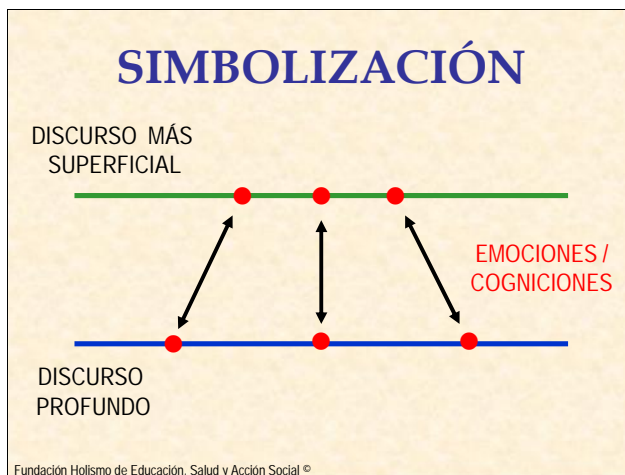 SIMBOLIZACIÓN
DISCURSO MÁS
SUPERFICIAL
EMOCIONES /
COGNICIONES
DISCURSO
PROFUNDO
Fundación Holismo de Educación, Salud y Acción Social ©